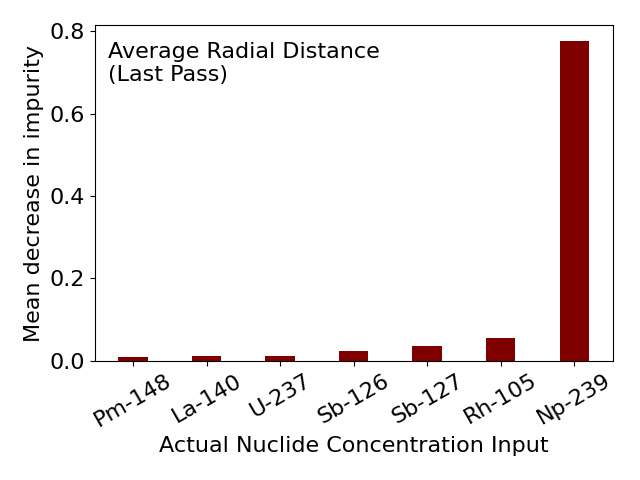 Average Radial Distance
(Last Pass)
Mean decrease in impurity
0.8
0.6
0.4
0.2
0.0
Pm-148
La-140
U-237
Sb-126
Sb-127
Rh-105
Np-239
Actual Nuclide Concentration Input